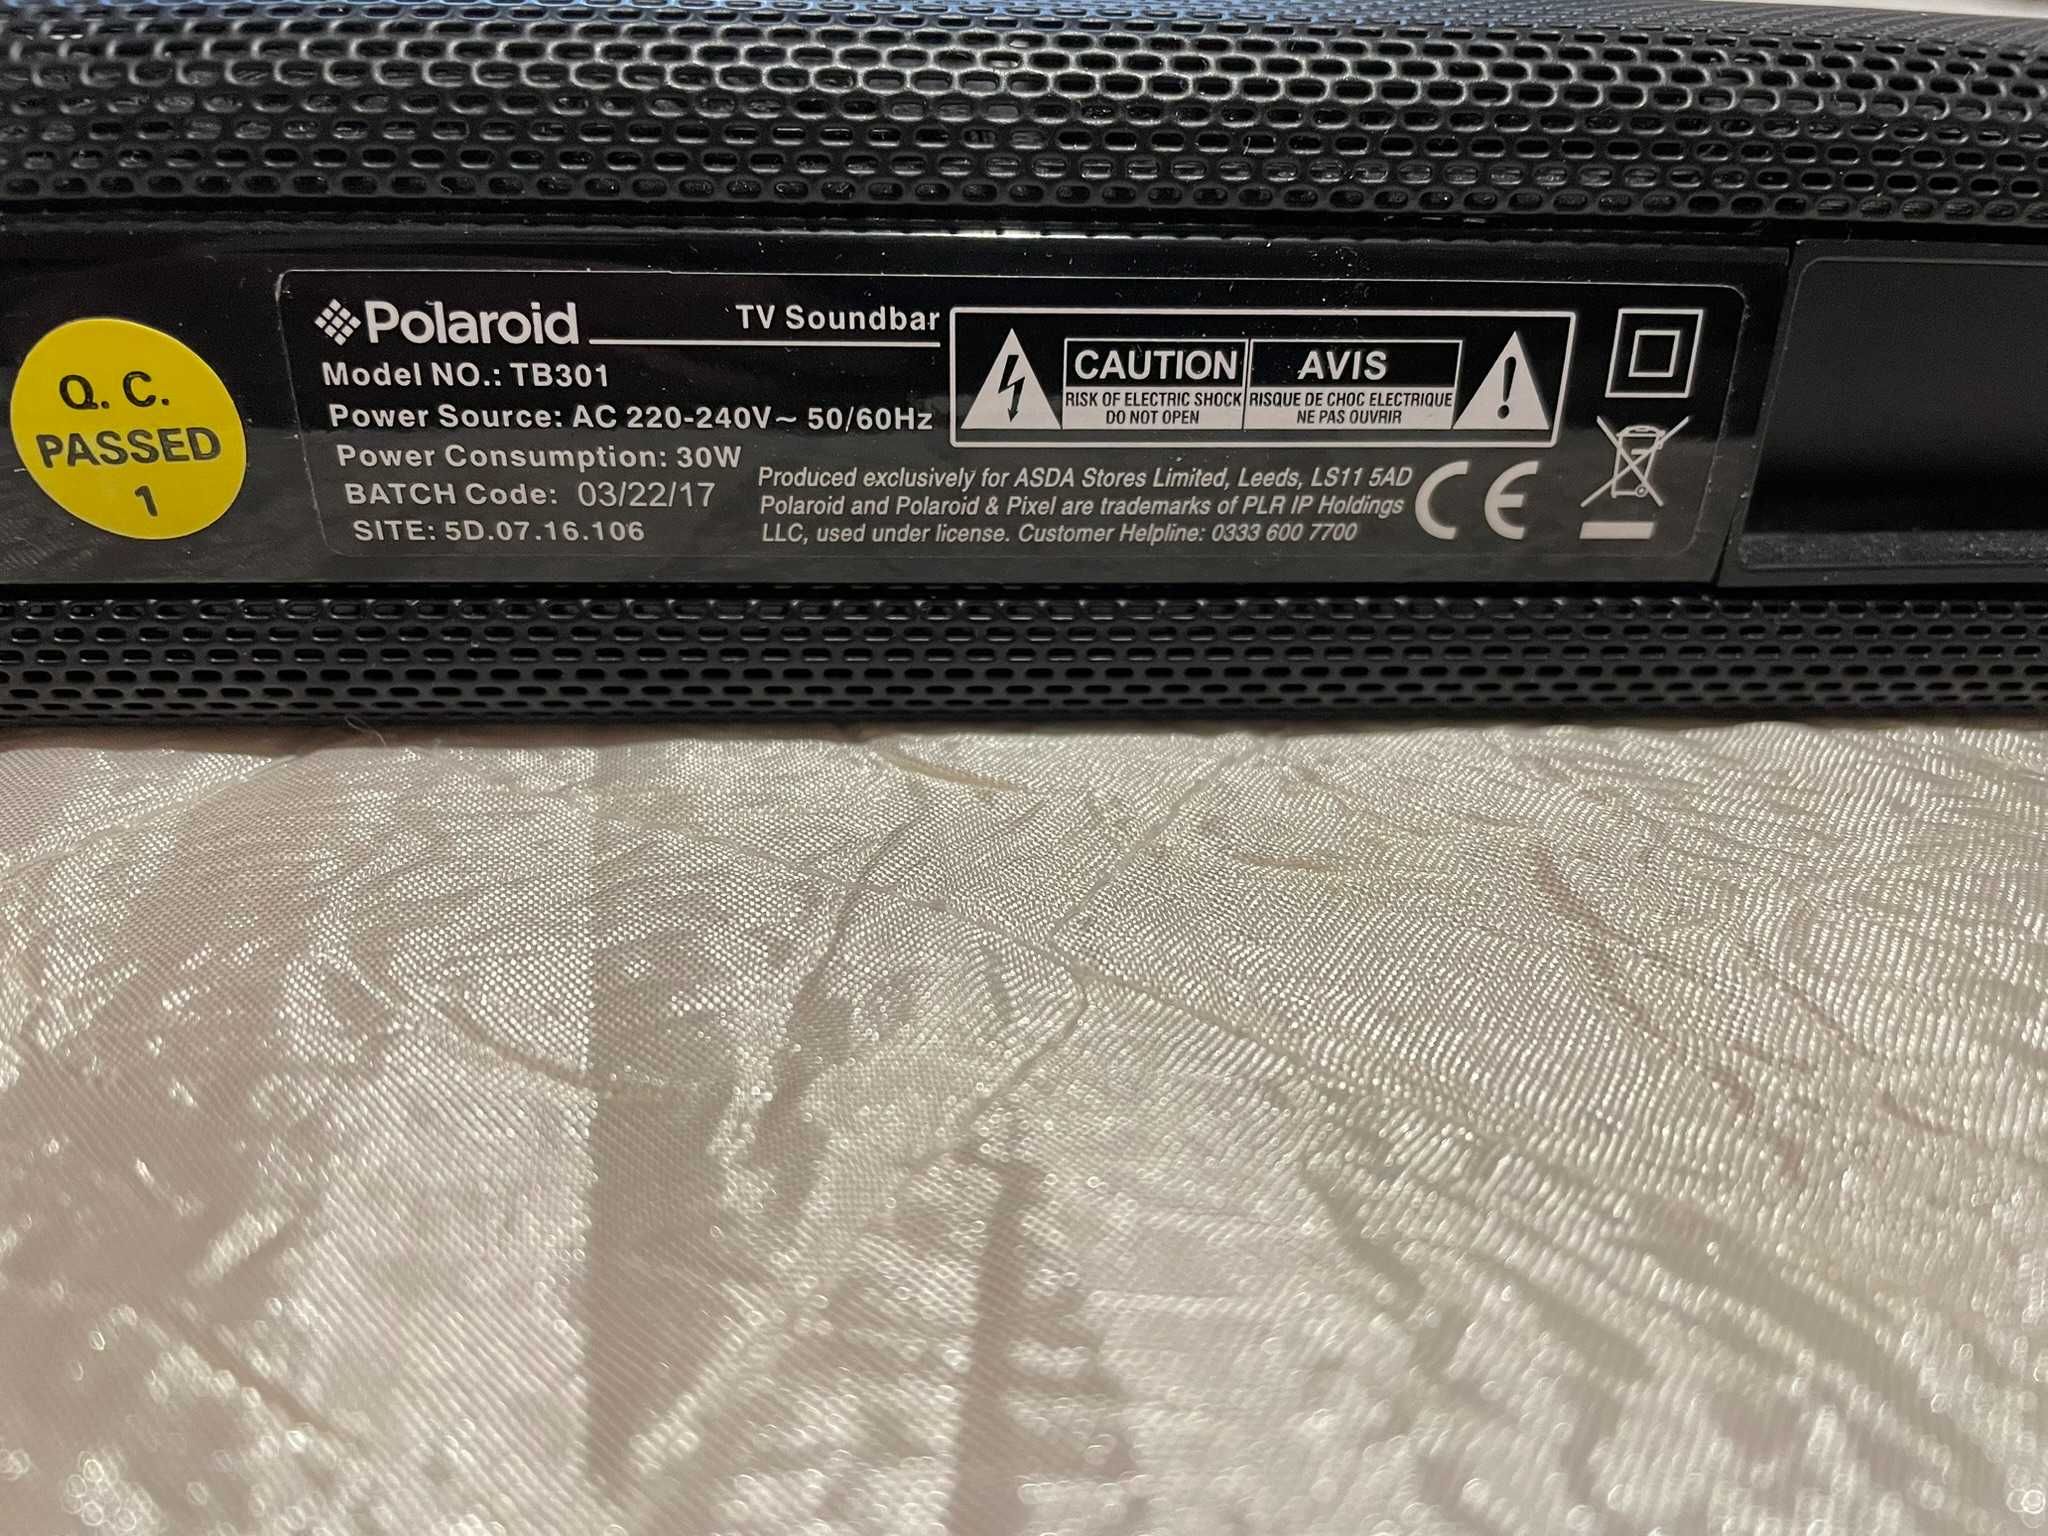 Q. C.
PASSED
1
Polaroid
TV Soundbar
Model NO.: TB301
Power Source: AC 220-240V~ 50/60Hz
Power Consumption: 30W
BATCH Code: 03/22/17
SITE: 5D.07.16.106
CAUTION
RISK OF ELECTRIC SHOCK
DO NOT OPEN
AVIS
RISQUE DE CHOC ELECTRIQUE
NE PAS OUVRIR
Produced exclusively for ASDA Stores Limited, Leeds, LS11 5AD
Polaroid and Polaroid & Pixel are trademarks of PLR IP Holdings
LLC, used under license. Customer Helpline: 0333 600 7700
CE